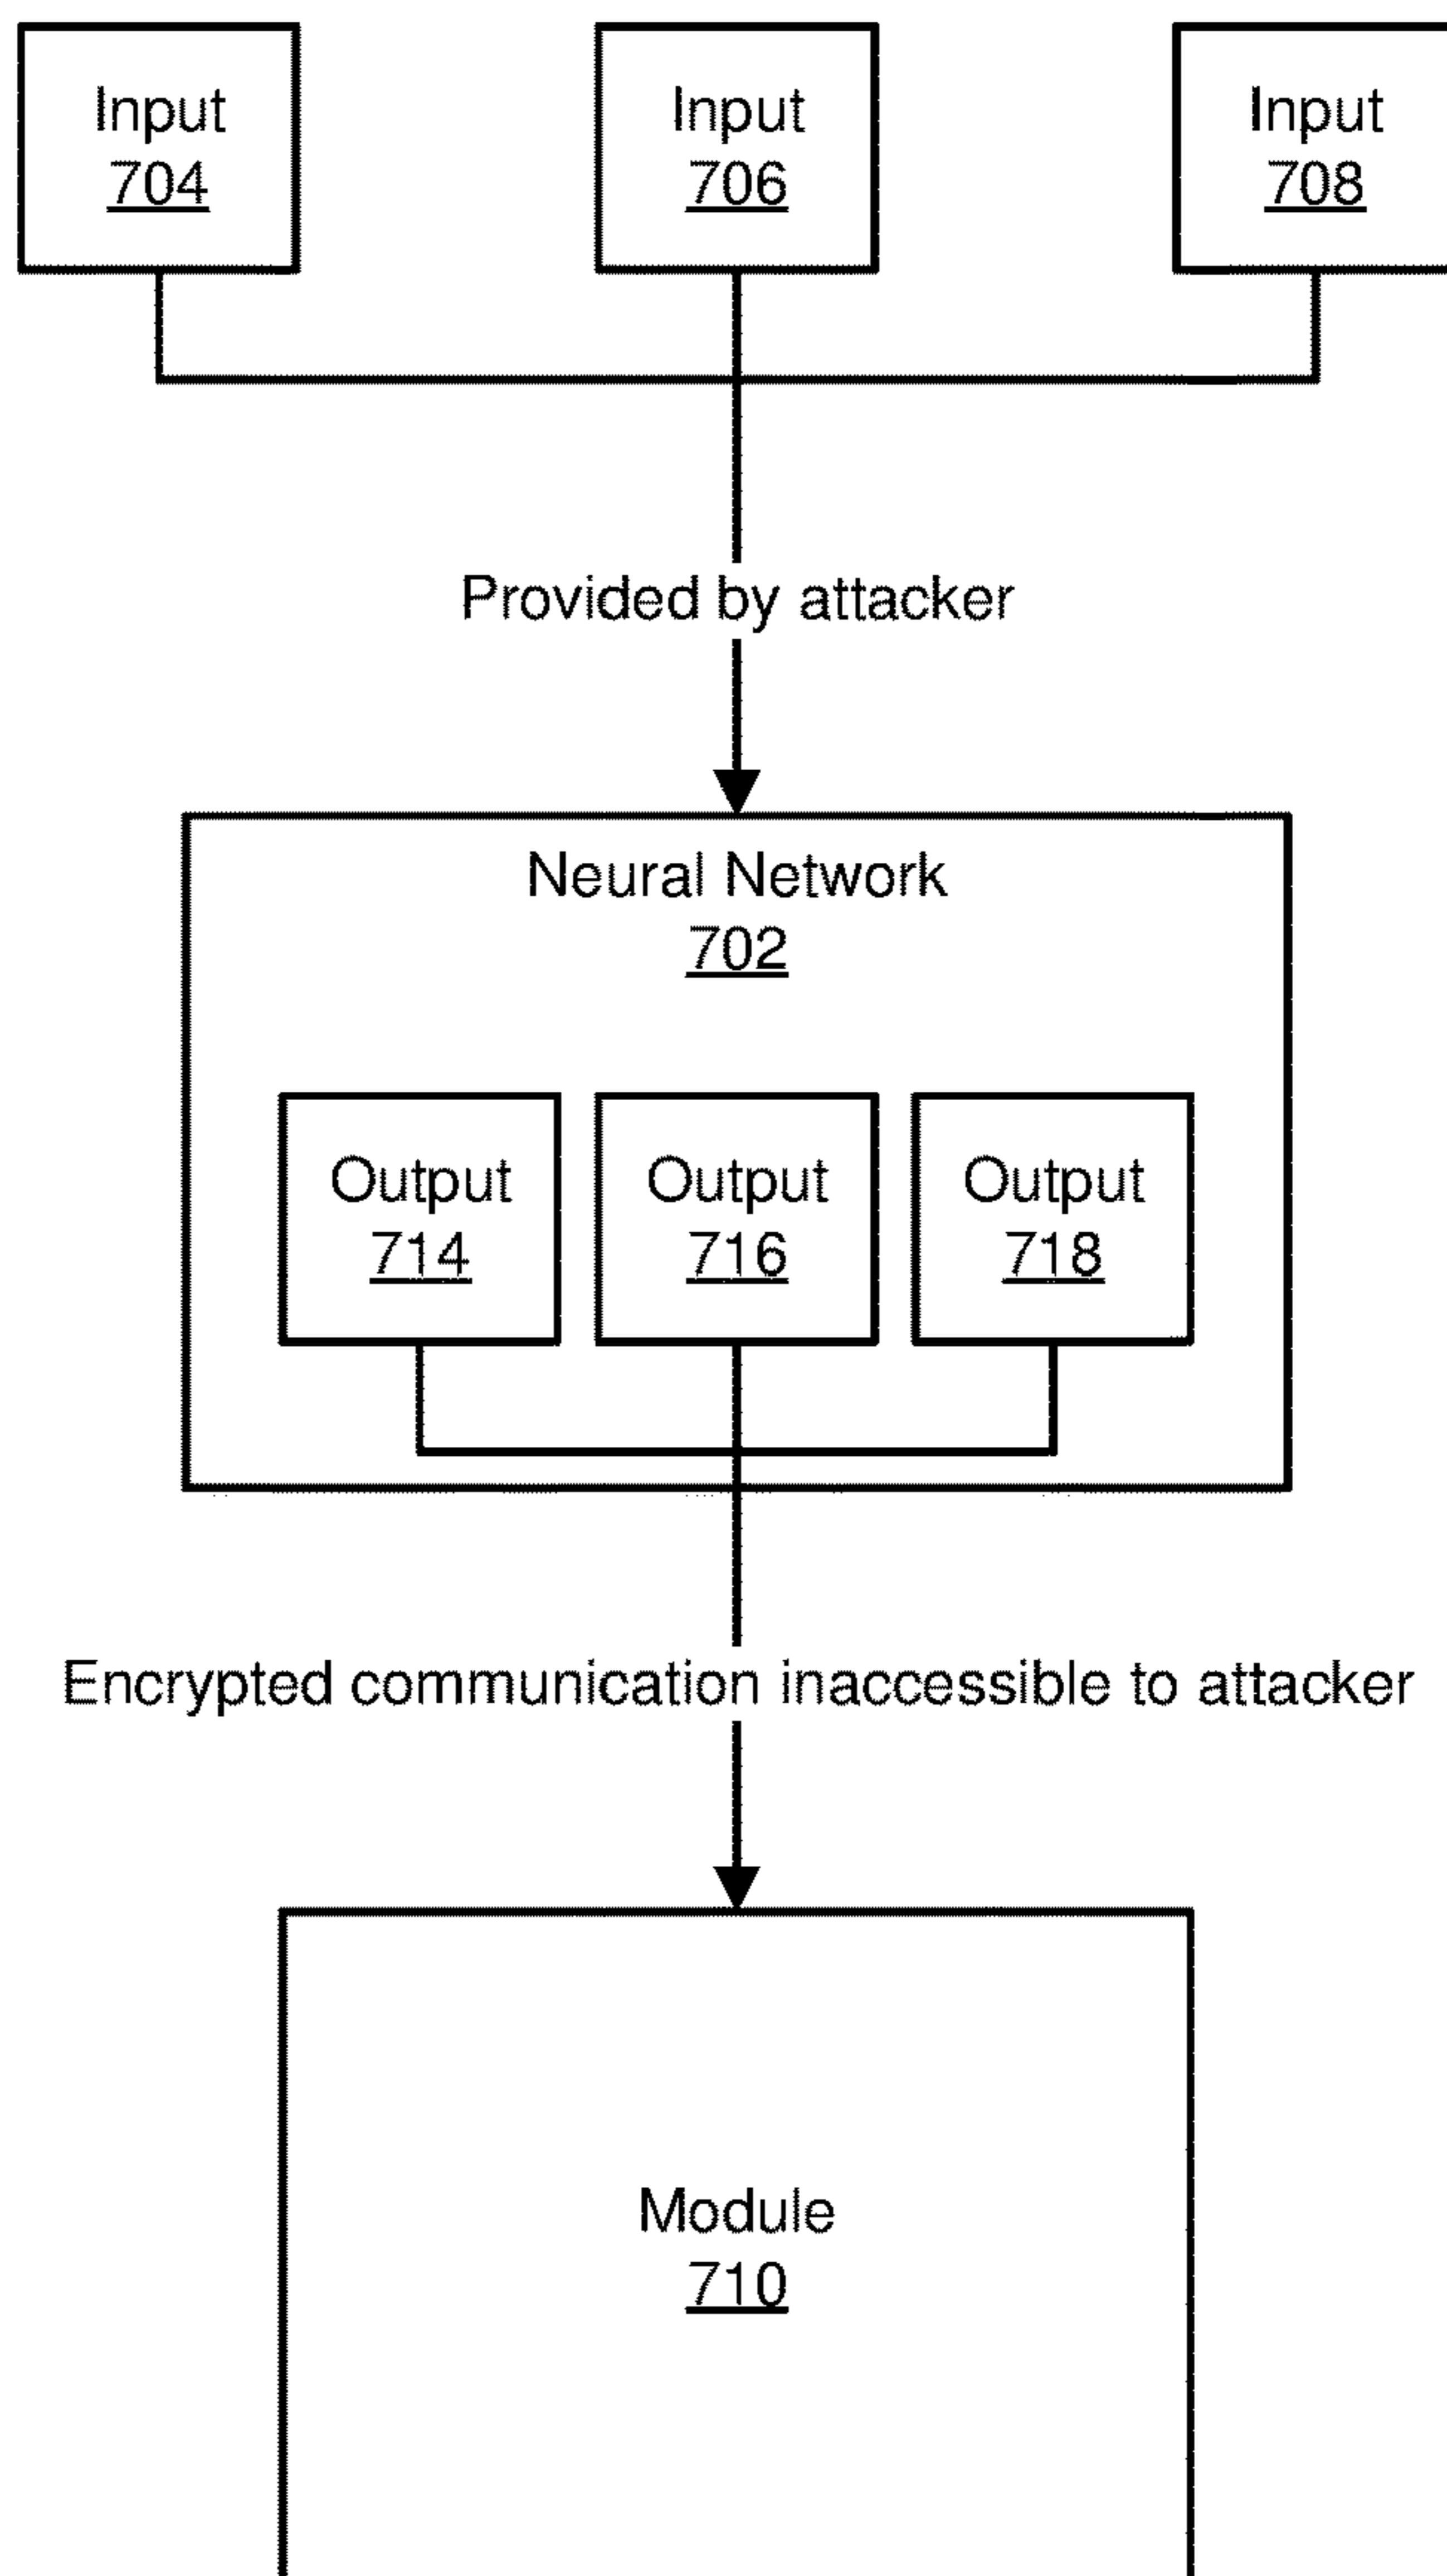 Input
704
Input
706
Input
708
Provided by attacker
Neural Network
702
Output
714
Output
716
Output
718
Encrypted communication inaccessible to attacker
Module
710